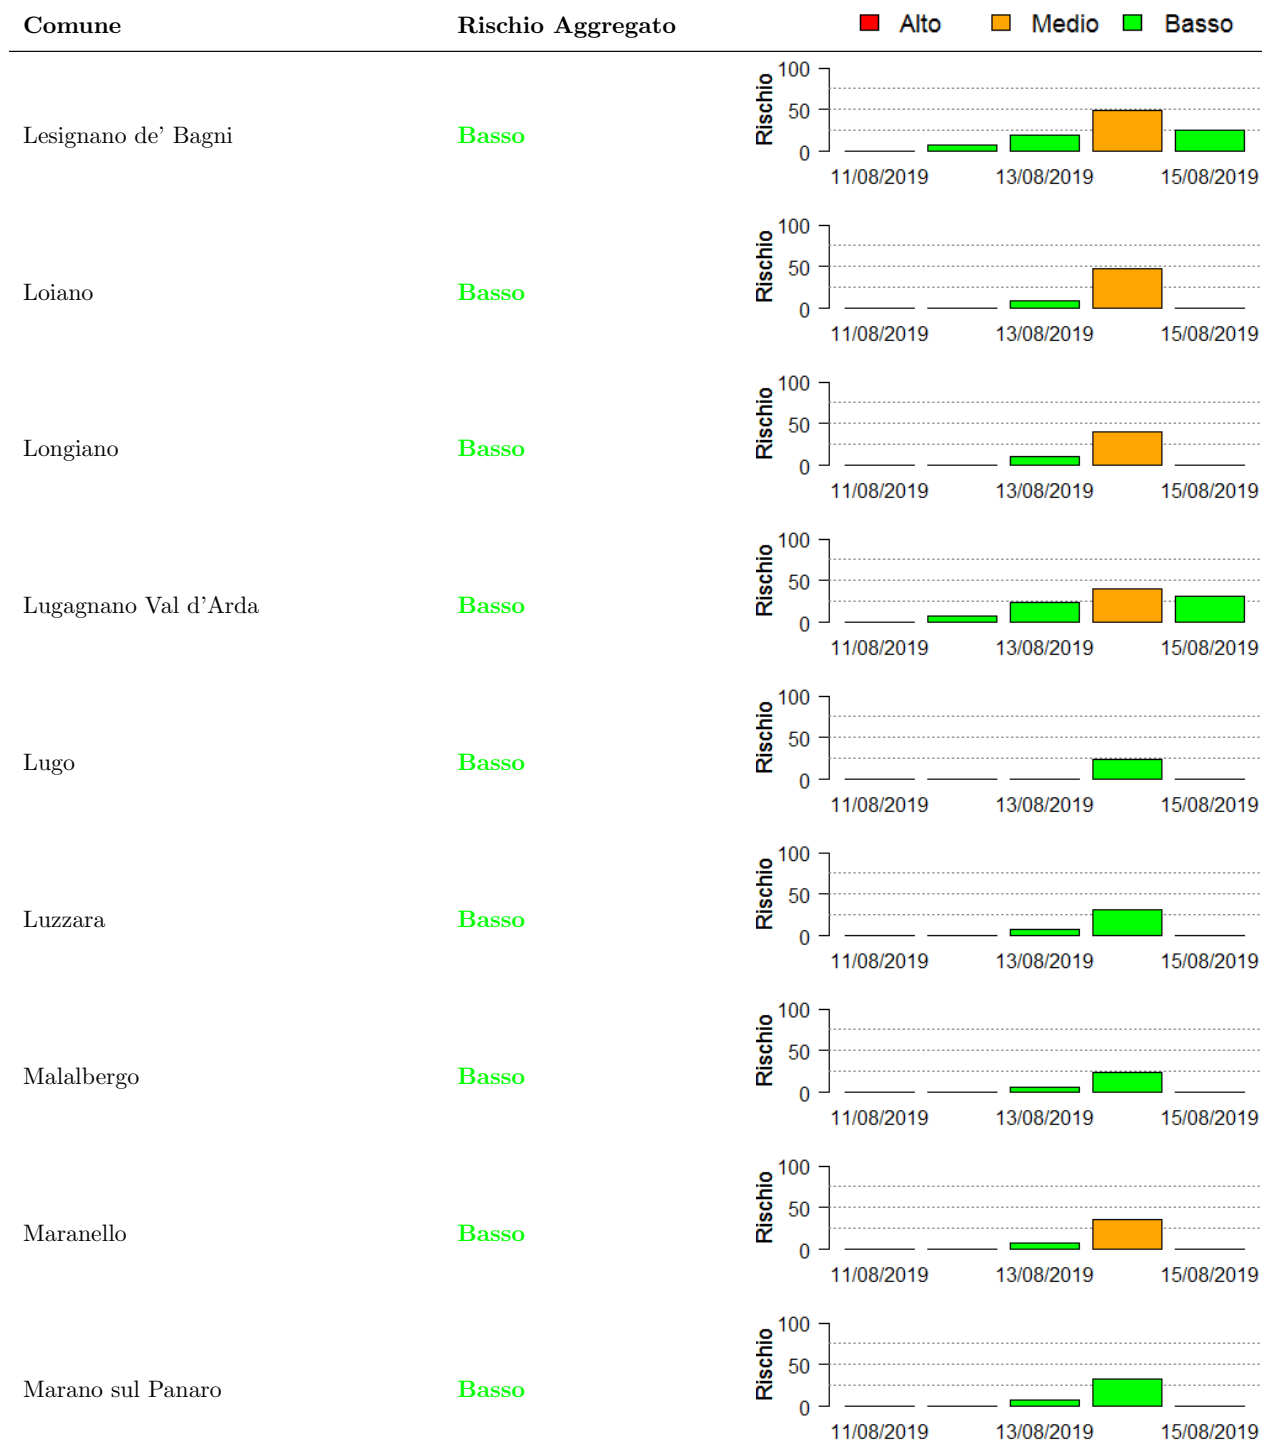 Comune Rischio Aggregato Alto Medio Basso
Lesignano de' Bagni Basso
Rischio
100
50
0
11/08/2019 13/08/2019 15/08/2019
Loiano Basso
Rischio
100
50
0
11/08/2019 13/08/2019 15/08/2019
Longiano Basso
Rischio
100
50
0
11/08/2019 13/08/2019 15/08/2019
Lugagnano Val d'Arda Basso
Rischio
100
50
0
11/08/2019 13/08/2019 15/08/2019
Lugo Basso
Rischio
100
50
0
11/08/2019 13/08/2019 15/08/2019
Luzzara Basso
Rischio
100
50
0
11/08/2019 13/08/2019 15/08/2019
Malalbergo Basso
Rischio
100
50
0
11/08/2019 13/08/2019 15/08/2019
Maranello Basso
Rischio
100
50
0
11/08/2019 13/08/2019 15/08/2019
Marano sul Panaro Basso
Rischio
100
50
0
11/08/2019 13/08/2019 15/08/2019